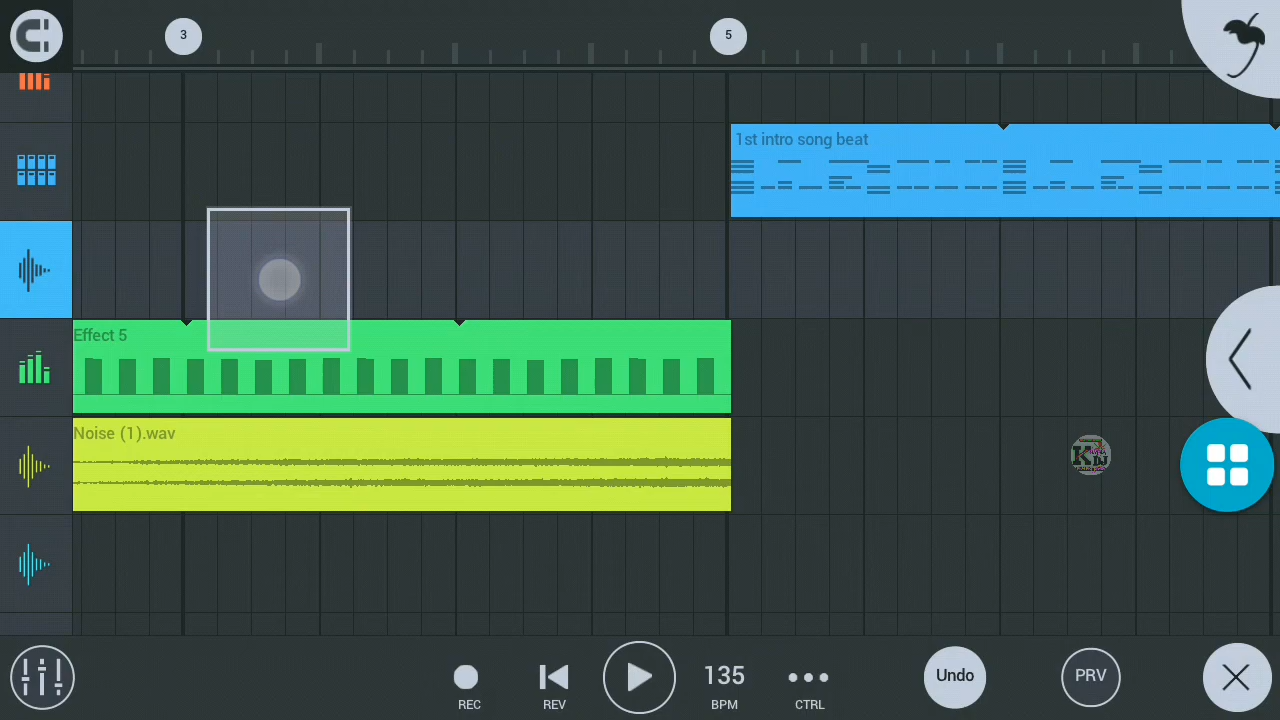 3
5
1st intro song beat
Effect 5
Noise (1).wav
135
Undo
PRV
REC
REV
BPM
CTRL